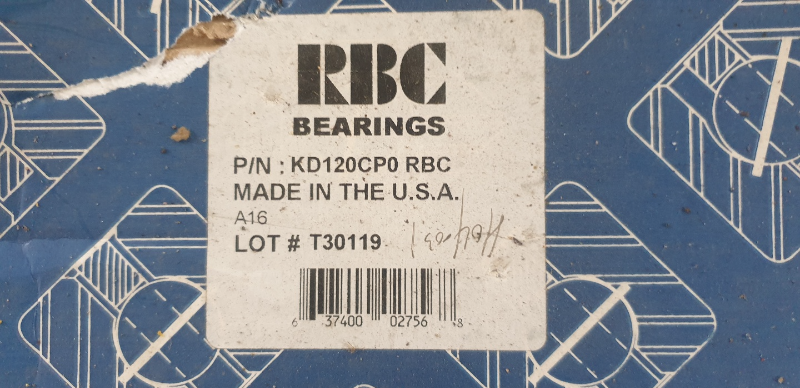 RBC
BEARINGS
P/N : KD120CP0 RBC
MADE IN THE U.S.A.
A16
LOT # T30119
6 37400 02756 8